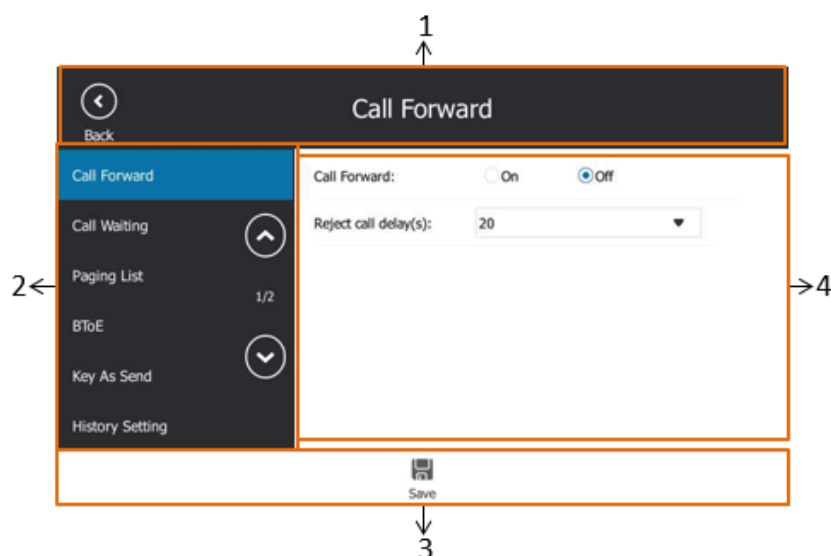 1
Call Forward
Back
Call Forward
Call Forward:
On
Off
Call Waiting
Reject call delay(s):
20
Paging List
1/2
2
4
BToE
Key As Send
History Setting
Save
3